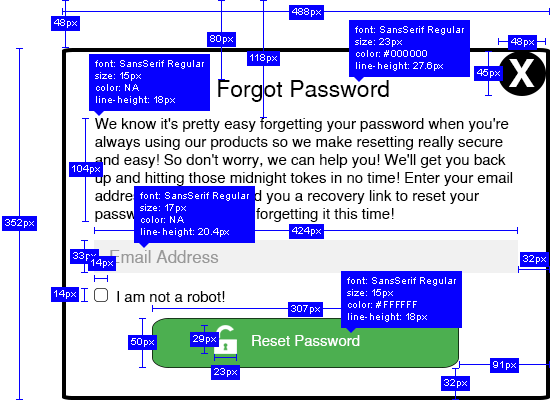 488px
48px
80px
118px
font: SansSerif Regular
size: 23px
color: #000000
line-height: 27.6px
48px
45px
X
font: SansSerif Regular
size: 15px
color: NA
line-height: 18px
Forgot Password
We know it's pretty easy forgetting your password when you're
always using our products so we make resetting really secure
and easy! So don't worry, we can help you! We'll get you back
up and hitting those midnight tokes in no time! Enter your email
you a recovery link to reset your
forgetting it this time!
104px
352px
font: SansSerif Regular
size: 17px
color: NA
line-height: 20.4px
424px
33px
Email Address
32px
14px
14px
I am not a robot!
font: SansSerif Regular
size: 15px
color: #FFFFFF
line-height: 18px
307px
50px
29px
Reset Password
23px
91px
32px